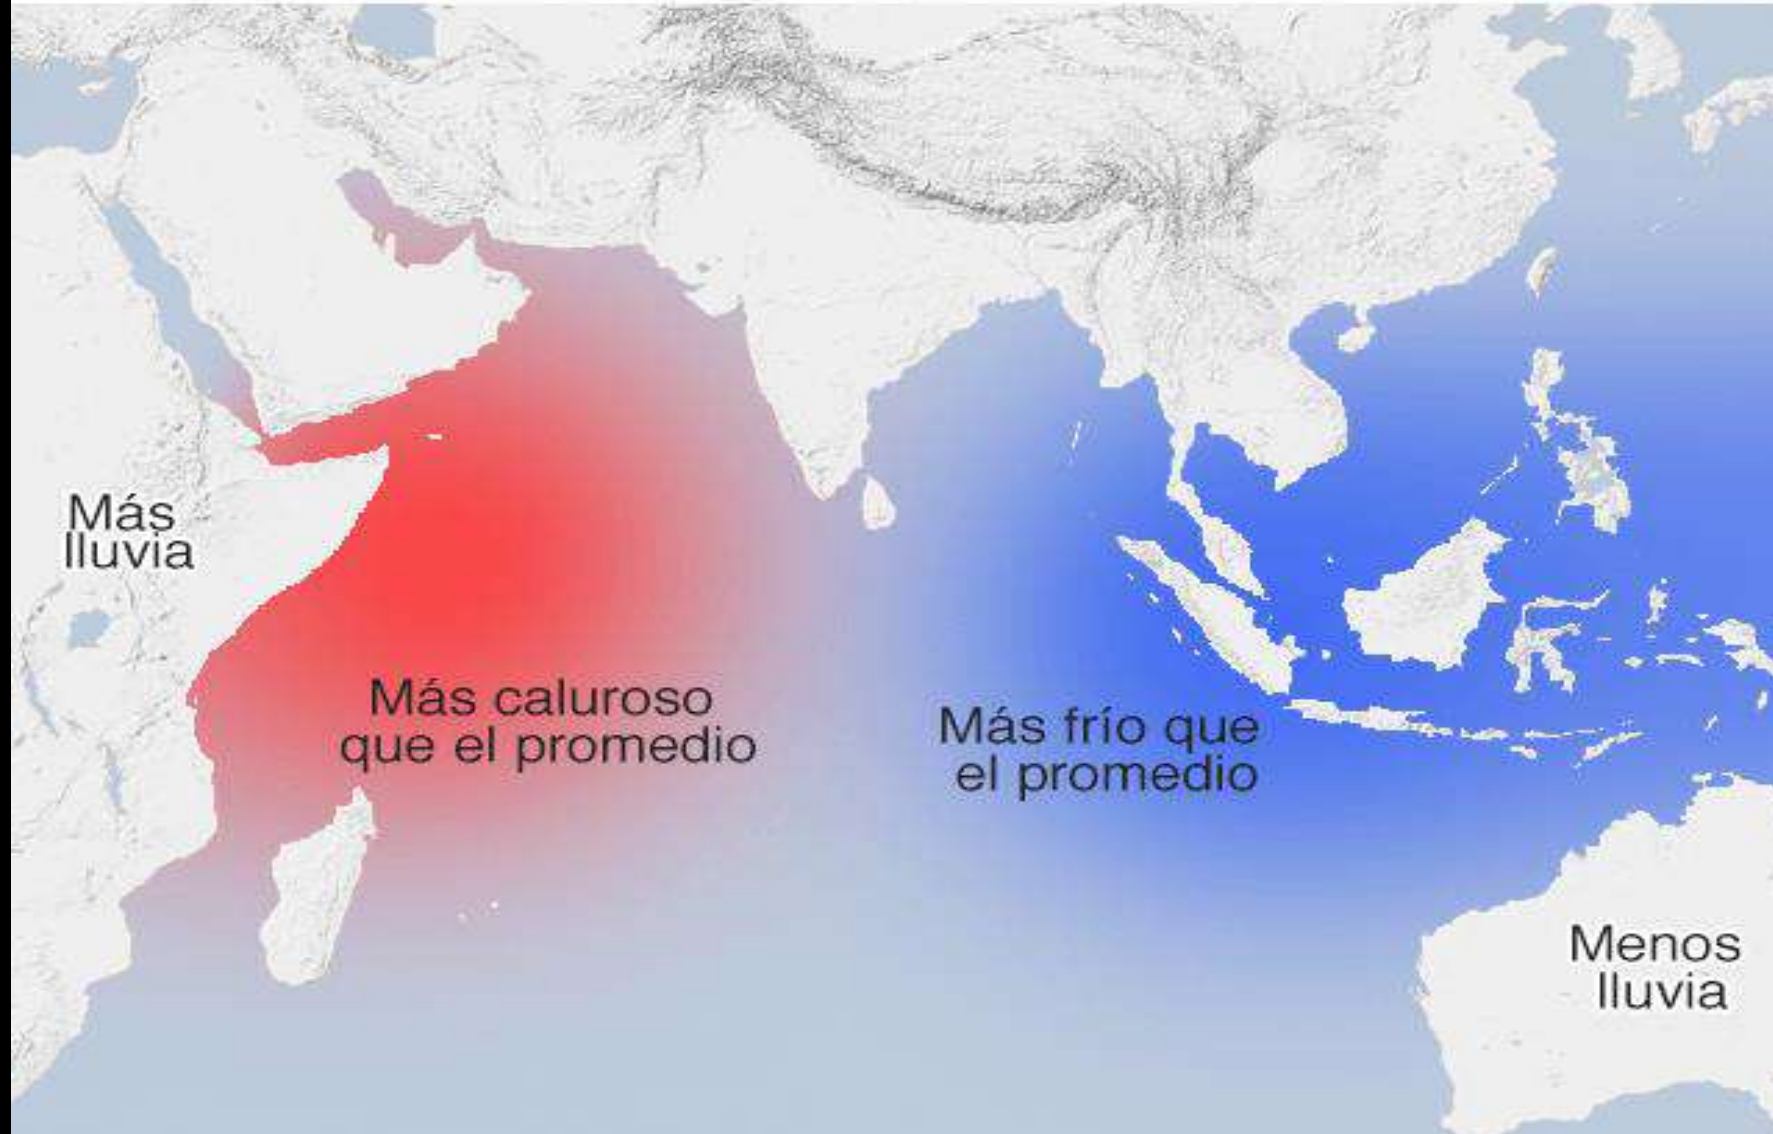 Más
lluvia
Más caluroso
que el promedio
Más frío que
el promedio
Menos
lluvia